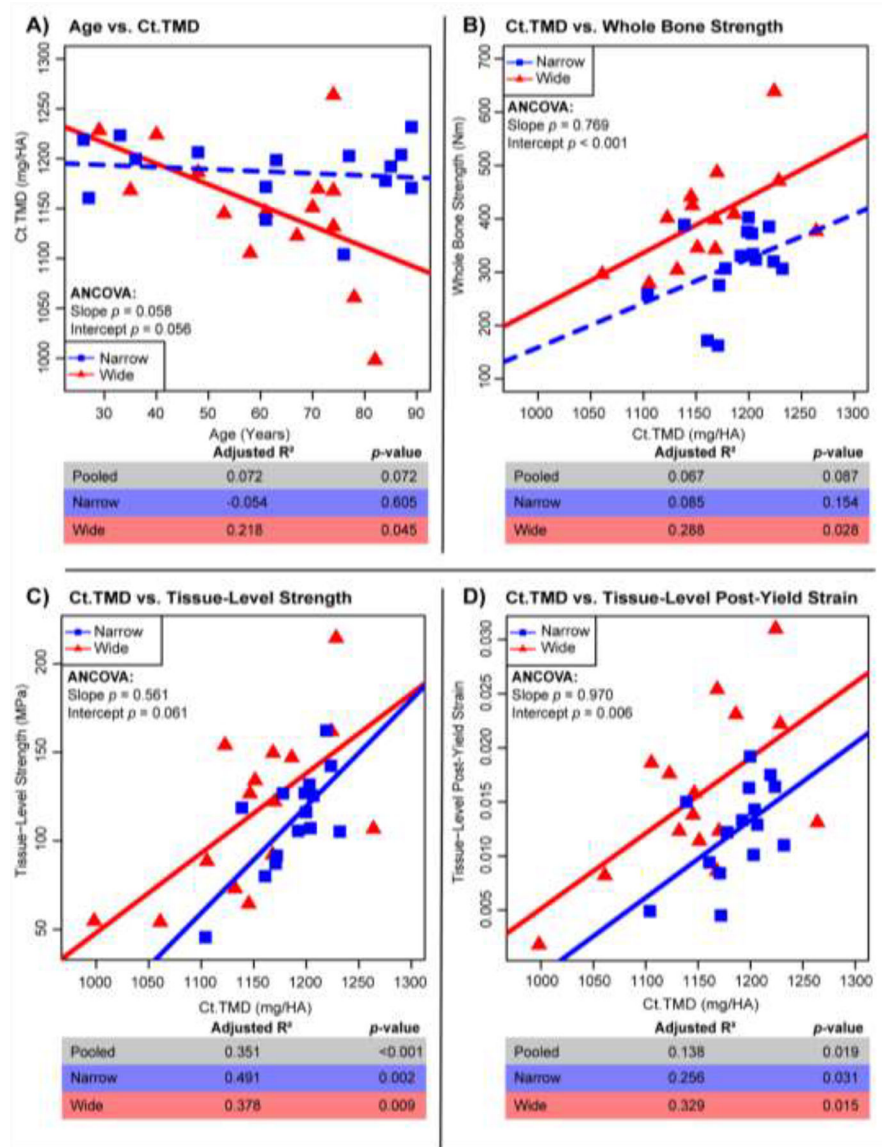 A) Age vs. Ct.TMD
1300
1250
1200
1150
1100
1050
1000
Ct.TMD (mg/HA)
ANCOVA:
Slope p = 0.058
Intercept p = 0.056
Narrow
Wide
30 40 50 60 70 80 90
Age (Years)
Adjusted R² p-value
Pooled 0.072 0.072
Narrow -0.054 0.605
Wide 0.218 0.045
B) Ct.TMD vs. Whole Bone Strength
Narrow
Wide
ANCOVA:
Slope p = 0.769
Intercept p < 0.001
700
600
500
400
300
200
100
Whole Bone Strength (Nm)
1000 1050 1100 1150 1200 1250 1300
Ct.TMD (mg/HA)
Adjusted R² p-value
Pooled 0.067 0.087
Narrow 0.085 0.154
Wide 0.288 0.028
C) Ct.TMD vs. Tissue-Level Strength
Narrow
Wide
ANCOVA:
Slope p = 0.561
Intercept p = 0.061
200
150
100
50
Tissue-Level Strength (MPa)
1000 1050 1100 1150 1200 1250 1300
Ct.TMD (mg/HA)
Adjusted R² p-value
Pooled 0.351 <0.001
Narrow 0.491 0.002
Wide 0.378 0.009
D) Ct.TMD vs. Tissue-Level Post-Yield Strain
Narrow
Wide
ANCOVA:
Slope p = 0.970
Intercept p = 0.006
0.030
0.025
0.020
0.015
0.010
0.005
Tissue-Level Post-Yield Strain
1000 1050 1100 1150 1200 1250 1300
Ct.TMD (mg/HA)
Adjusted R² p-value
Pooled 0.138 0.019
Narrow 0.256 0.031
Wide 0.329 0.015